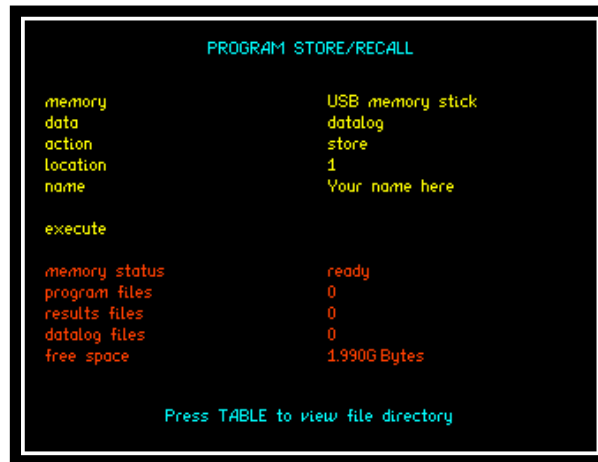 PROGRAM STORE/RECALL
memory USB memory stick
data datalog
action store
location 1
name Your name here
execute
memory status ready
program files 0
results files 0
datalog files 0
free space 1.990G Bytes
Press TABLE to view file directory